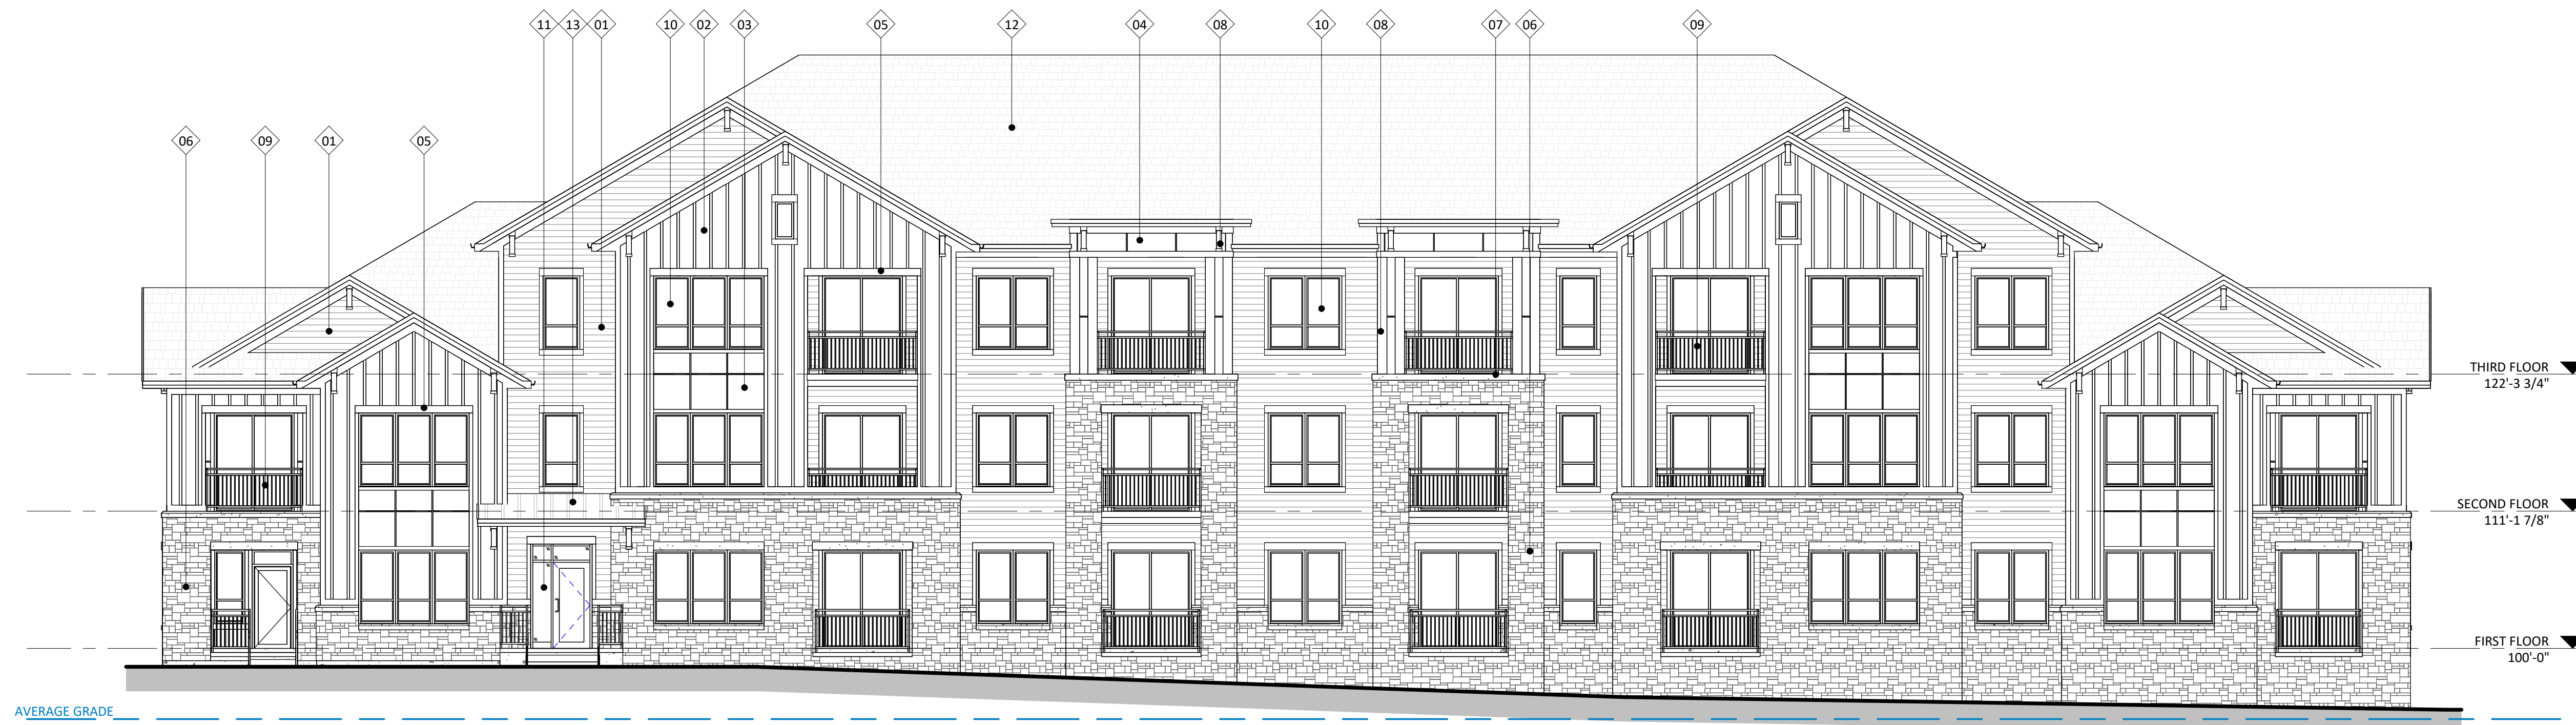 11 13 01 10 02 03 05 12 04 08 10 08 07 06 09
06 09 01 05
THIRD FLOOR
122'-3 3/4"
SECOND FLOOR
111'-1 7/8"
FIRST FLOOR
100'-0"
AVERAGE GRADE